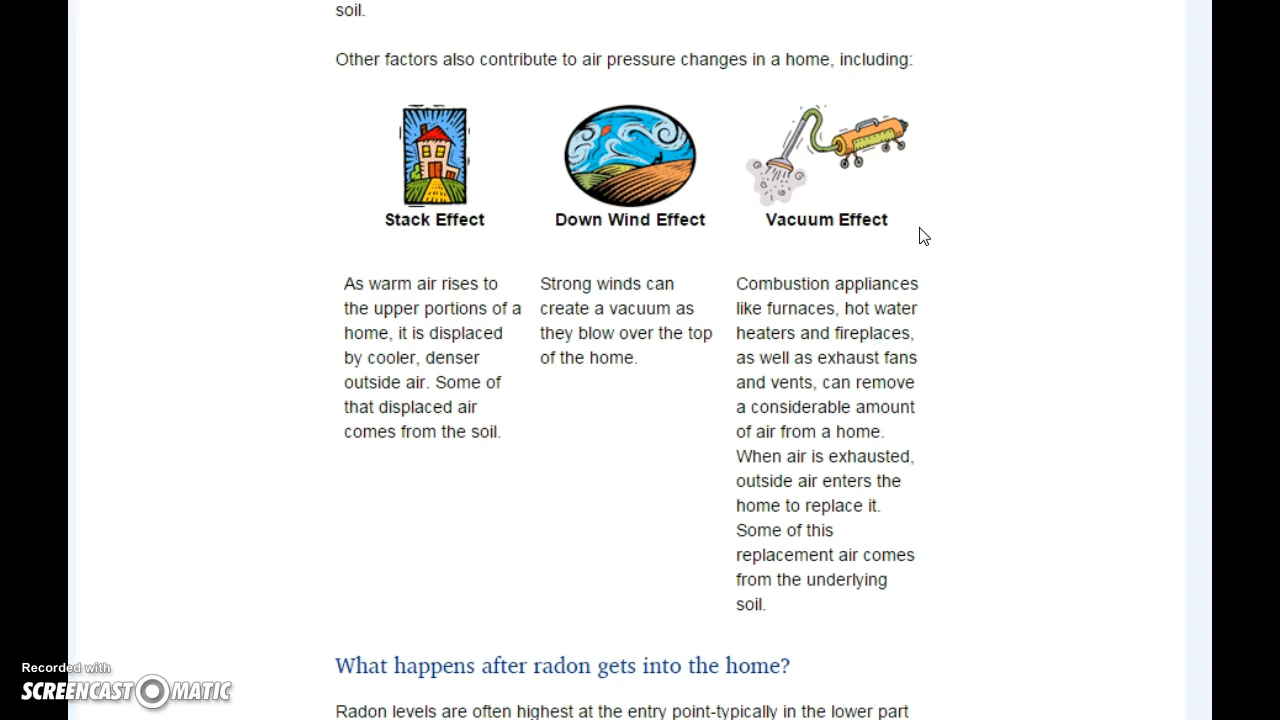 soil.
Other factors also contribute to air pressure changes in a home, including:
Stack Effect
Down Wind Effect
Vacuum Effect
As warm air rises to
the upper portions of a
home, it is displaced
by cooler, denser
outside air. Some of
that displaced air
comes from the soil.
Strong winds can
create a vacuum as
they blow over the top
of the home.
Combustion appliances
like furnaces, hot water
heaters and fireplaces,
as well as exhaust fans
and vents, can remove
a considerable amount
of air from a home.
When air is exhausted,
outside air enters the
home to replace it.
Some of this
replacement air comes
from the underlying
soil.
What happens after radon gets into the home?
Radon levels are often highest at the entry point-typically in the lower part
Recorded with
SCREENCAST O MATIC